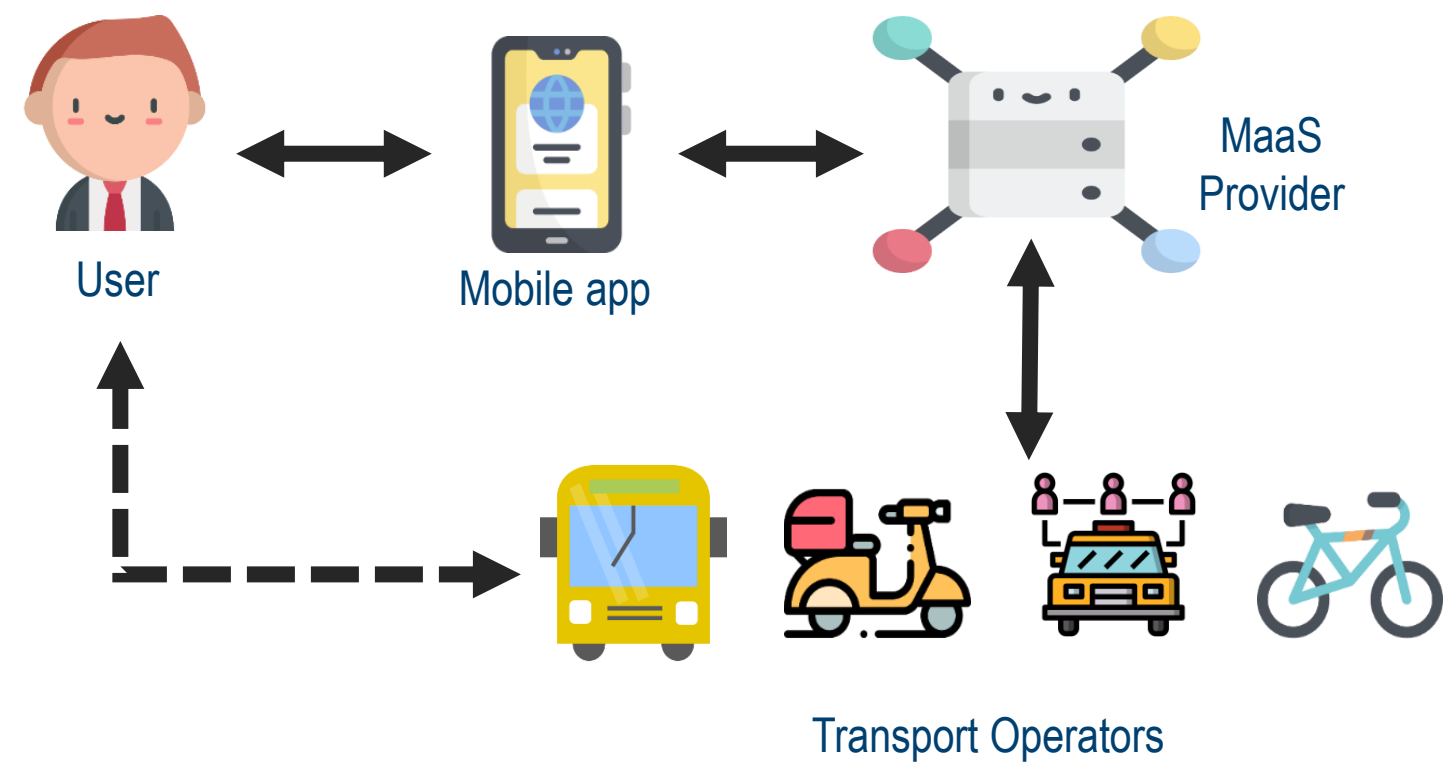 User
Mobile app
MaaS
Provider
Transport Operators